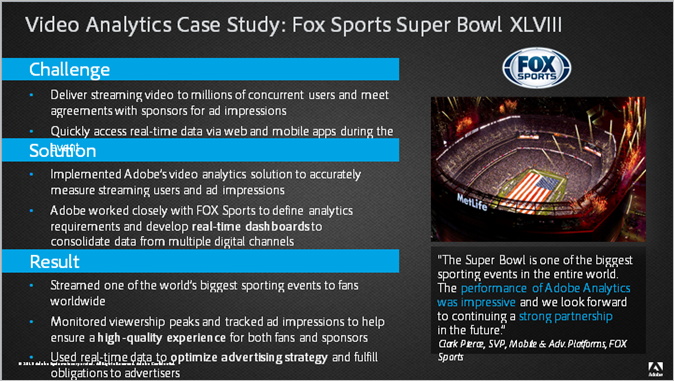 Video Analytics Case Study: Fox Sports Super Bowl XLVIII
Challenge
• Deliver streaming video to millions of concurrent users and meet
agreements with sponsors for ad impressions
• Quickly access real-time data via web and mobile apps during the
event
Solution
• Implemented Adobe's video analytics solution to accurately
measure streaming users and ad impressions
• Adobe worked closely with FOX Sports to define analytics
requirements and develop real-time dashboards to
consolidate data from multiple digital channels
Result
• Streamed one of the world's biggest sporting events to fans
worldwide
• Monitored viewership peaks and tracked ad impressions to help
ensure a high-quality experience for both fans and sponsors
• Used real-time data to optimize advertising strategy and fulfill
obligations to advertisers
FOX
SPORTS
MetLife
"The Super Bowl is one of the biggest
sporting events in the entire world.
The performance of Adobe Analytics
was impressive and we look forward
to continuing a strong partnership
in the future."
Clark Pierce, SVP, Mobile & Adv. Platforms, FOX
Sports
Adobe